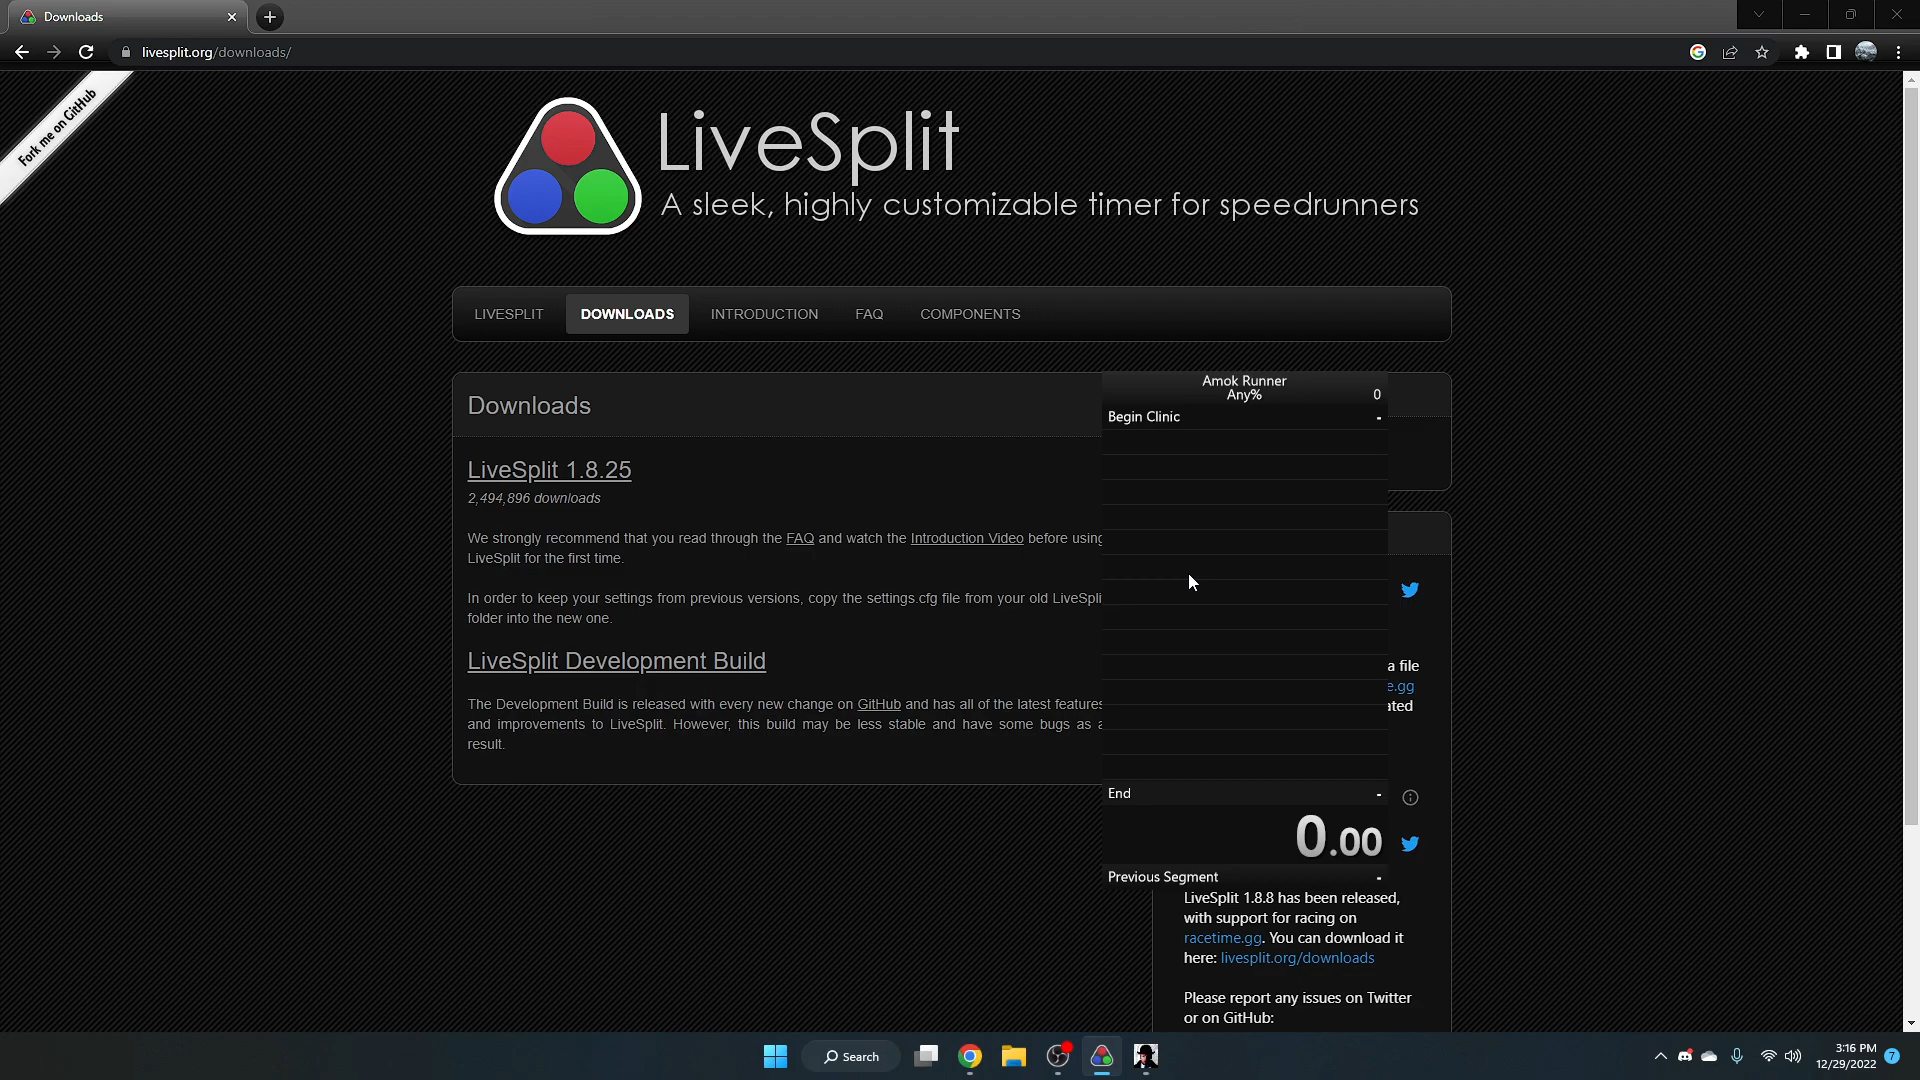 Downloads
livesplit.org/downloads/
Fork me on GitHub
LiveSplit
A sleek, highly customizable timer for speedrunners
LIVESPLIT DOWNLOADS INTRODUCTION FAQ COMPONENTS
Downloads
LiveSplit 1.8.25
2,494,896 downloads
We strongly recommend that you read through the FAQ and watch the Introduction Video before using
LiveSplit for the first time.
In order to keep your settings from previous versions, copy the settings.cfg file from your old LiveSpli
folder into the new one.
LiveSplit Development Build
The Development Build is released with every new change on GitHub and has all of the latest features
and improvements to LiveSplit. However, this build may be less stable and have some bugs as a
result.
Amok Runner
Any% 0
Begin Clinic -
End -
0.00
Previous Segment -
a file
e.gg
ated
LiveSplit 1.8.8 has been released,
with support for racing on
racetime.gg. You can download it
here: livesplit.org/downloads
Please report any issues on Twitter
or on GitHub:
Search
3:16 PM
12/29/2022
7